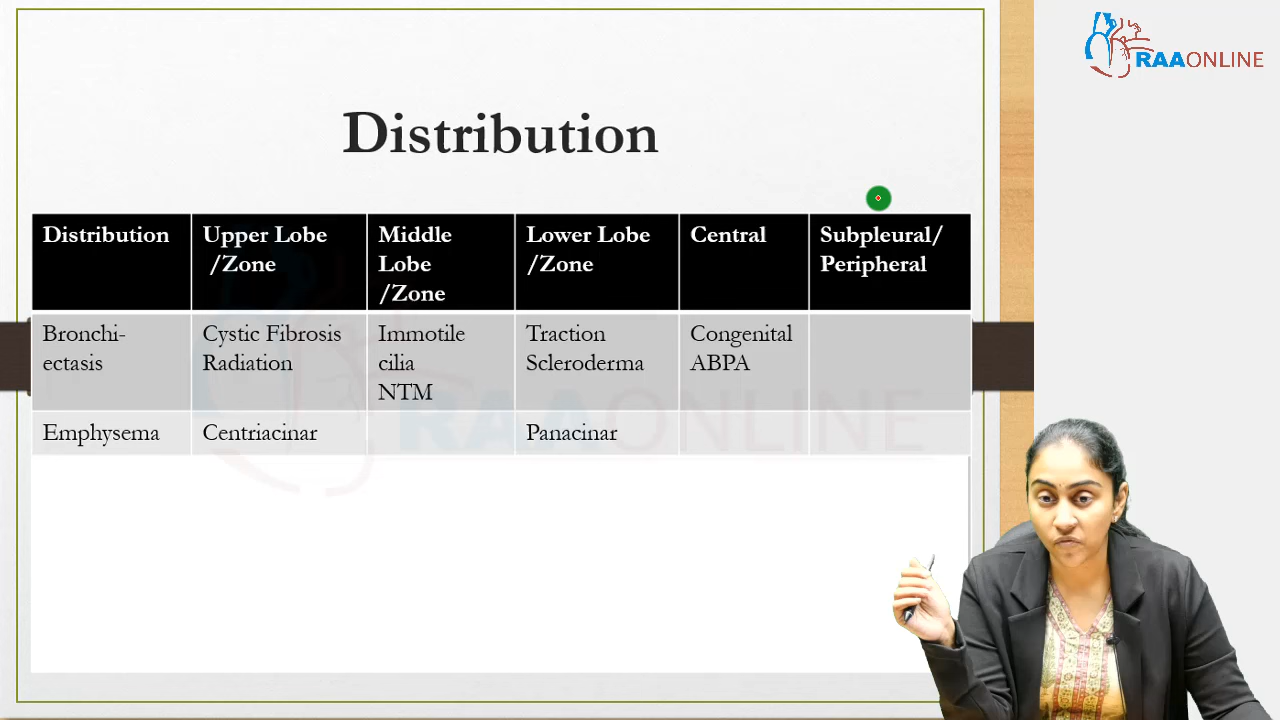 RAAONLINE
Distribution
Distribution
Upper Lobe
/Zone
Middle
Lobe
/Zone
Lower Lobe
/Zone
Central
Subpleural/
Peripheral
Bronchi-
ectasis
Cystic Fibrosis
Radiation
Immotile
cilia
NTM
Traction
Scleroderma
Congenital
ABPA
Emphysema
Centriacinar
Panacinar
RAAONLINE